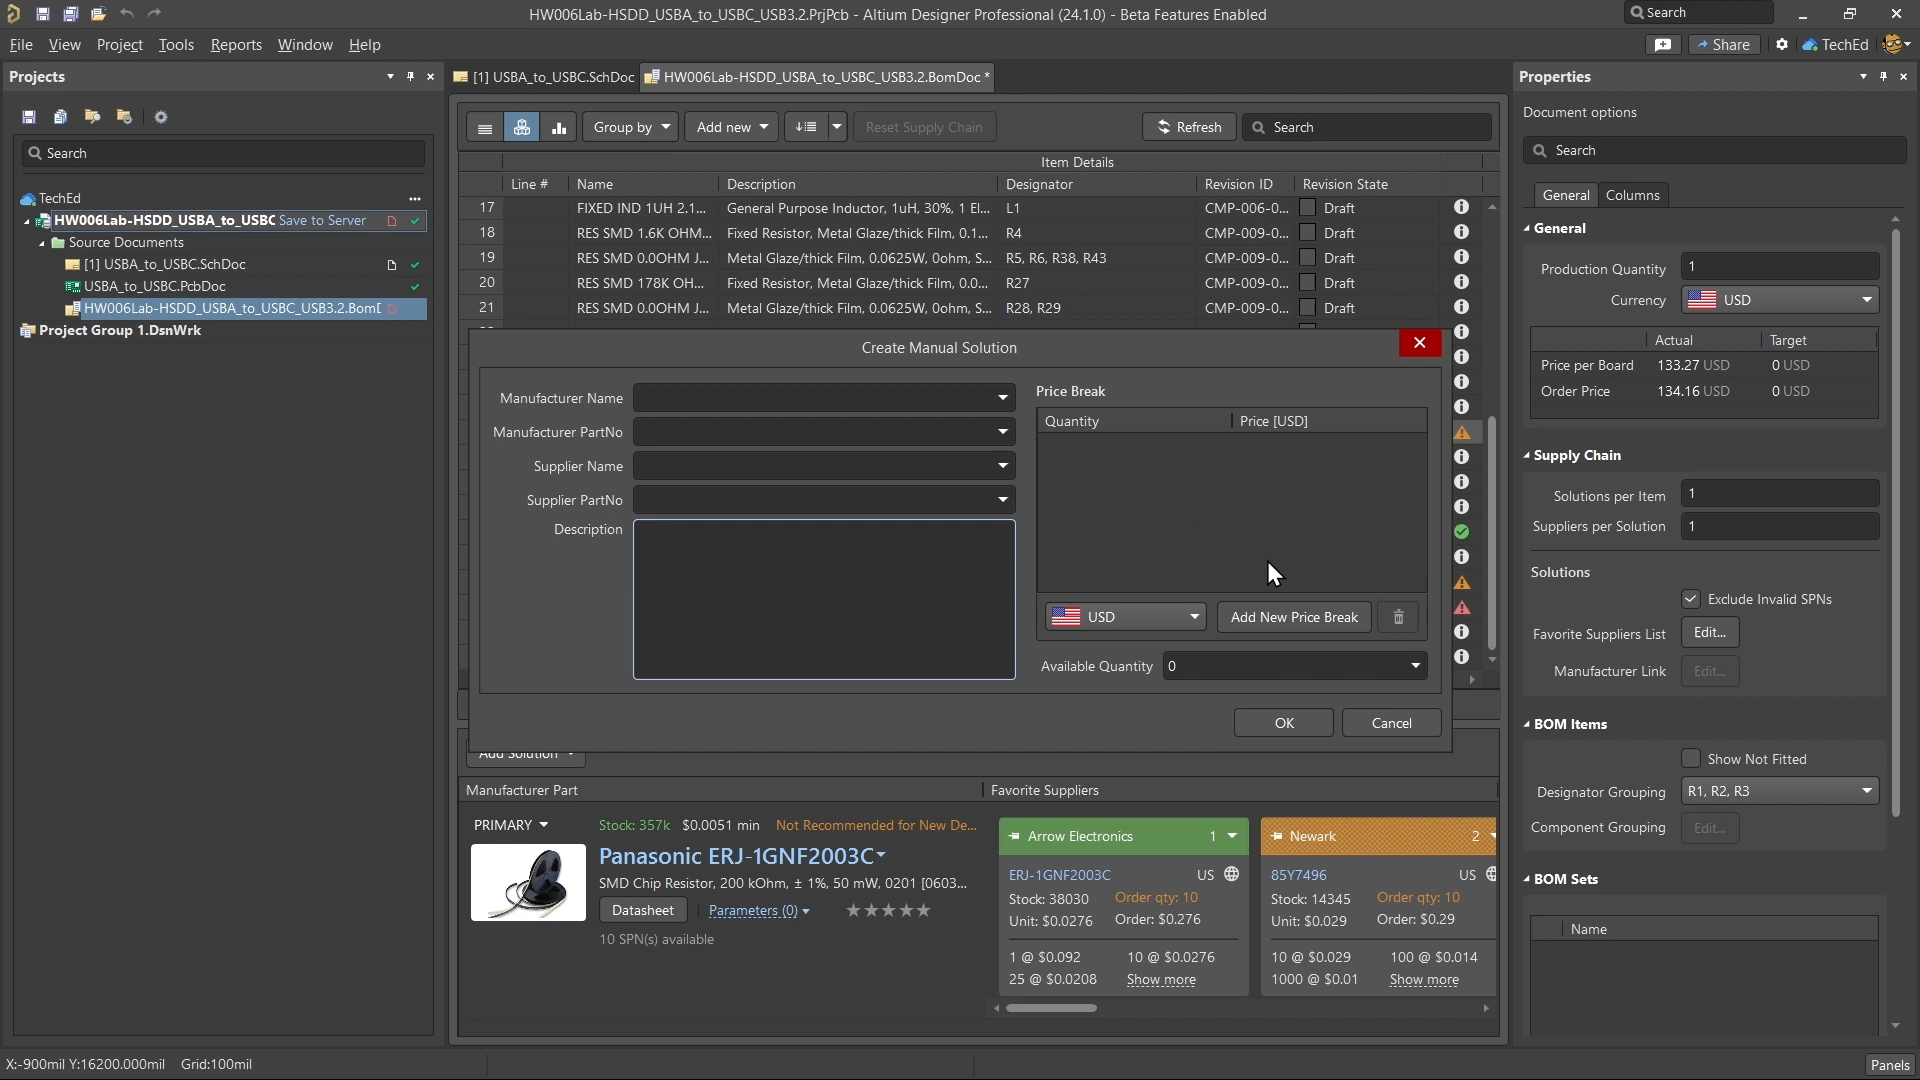 HW006Lab-HSDD_USBA_to_USBC_USB3.2.PrjPcb - Altium Designer Professional (24.1.0) - Beta Features Enabled
Search
File View Project Tools Reports Window Help
Share TechEd
Projects
[1] USBA_to_USBC.SchDoc
HW006Lab-HSDD_USBA_to_USBC_USB3.2.BomDoc *
Properties
Search
TechEd
HW006Lab-HSDD_USBA_to_USBC Save to Server
Source Documents
[1] USBA_to_USBC.SchDoc
USBA_to_USBC.PcbDoc
HW006Lab-HSDD_USBA_to_USBC_USB3.2.Bom
Project Group 1.DsnWrk
Group by Add new Reset Supply Chain Refresh Search
Item Details
Line # Name Description Designator Revision ID Revision State
17 FIXED IND 1UH 2.1... General Purpose Inductor, 1uH, 30%, 1 El... L1 CMP-006-0... Draft
18 RES SMD 1.6K OHM... Fixed Resistor, Metal Glaze/thick Film, 0.1... R4 CMP-009-0... Draft
19 RES SMD 0.0OHM J... Metal Glaze/thick Film, 0.0625W, 0ohm, S... R5, R6, R38, R43 CMP-009-0... Draft
20 RES SMD 178K OH... Fixed Resistor, Metal Glaze/thick Film, 0.0... R27 CMP-009-0... Draft
21 RES SMD 0.0OHM J... Metal Glaze/thick Film, 0.0625W, 0ohm, S... R28, R29 CMP-009-0... Draft
Create Manual Solution
Manufacturer Name
Manufacturer PartNo
Supplier Name
Supplier PartNo
Description
Price Break
Quantity Price [USD]
USD Add New Price Break
Available Quantity 0
OK Cancel
Add Solution
Manufacturer Part Favorite Suppliers
PRIMARY Stock: 357k $0.0051 min Not Recommended for New De...
Panasonic ERJ-1GNF2003C
SMD Chip Resistor, 200 kOhm, ± 1%, 50 mW, 0201 [0603...
Datasheet Parameters (0)
10 SPN(s) available
Arrow Electronics 1
ERJ-1GNF2003C US
Stock: 38030 Order qty: 10
Unit: $0.0276 Order: $0.276
1 @ $0.092 10 @ $0.0276
25 @ $0.0208 Show more
Newark 2
85Y7496 US
Stock: 14345 Order qty: 10
Unit: $0.029 Order: $0.29
10 @ $0.029 100 @ $0.014
1000 @ $0.01 Show more
Document options
Search
General Columns
General
Production Quantity 1
Currency USD
Actual Target
Price per Board 133.27 USD 0 USD
Order Price 134.16 USD 0 USD
Supply Chain
Solutions per Item 1
Suppliers per Solution 1
Solutions
Exclude Invalid SPNs
Favorite Suppliers List Edit...
Manufacturer Link Edit...
BOM Items
Show Not Fitted
Designator Grouping R1, R2, R3
Component Grouping Edit...
BOM Sets
Name
X:-900mil Y:16200.000mil Grid:100mil
Panels